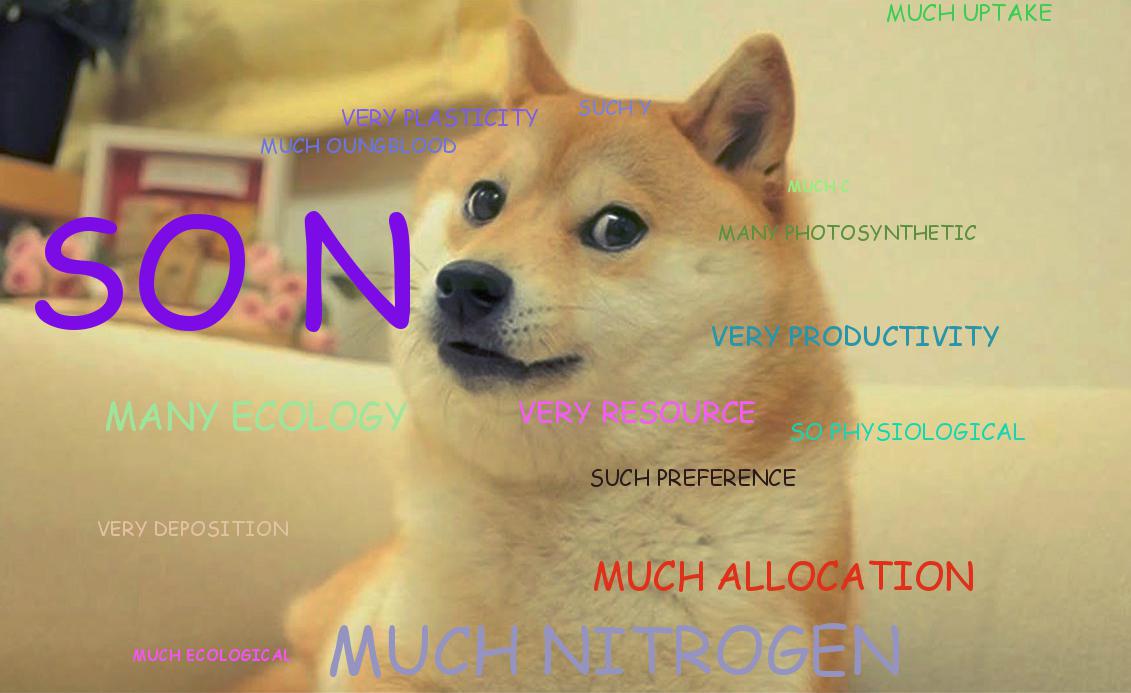 MUCH UPTAKE
SUCH Y
VERY PLASTICITY
MUCH OUNGBLOOD
MUCH C
MANY PHOTOSYNTHETIC
SO N
VERY PRODUCTIVITY
MANY ECOLOGY
VERY RESOURCE
SO PHYSIOLOGICAL
SUCH PREFERENCE
VERY DEPOSITION
MUCH ALLOCATION
MUCH NITROGEN
MUCH ECOLOGICAL